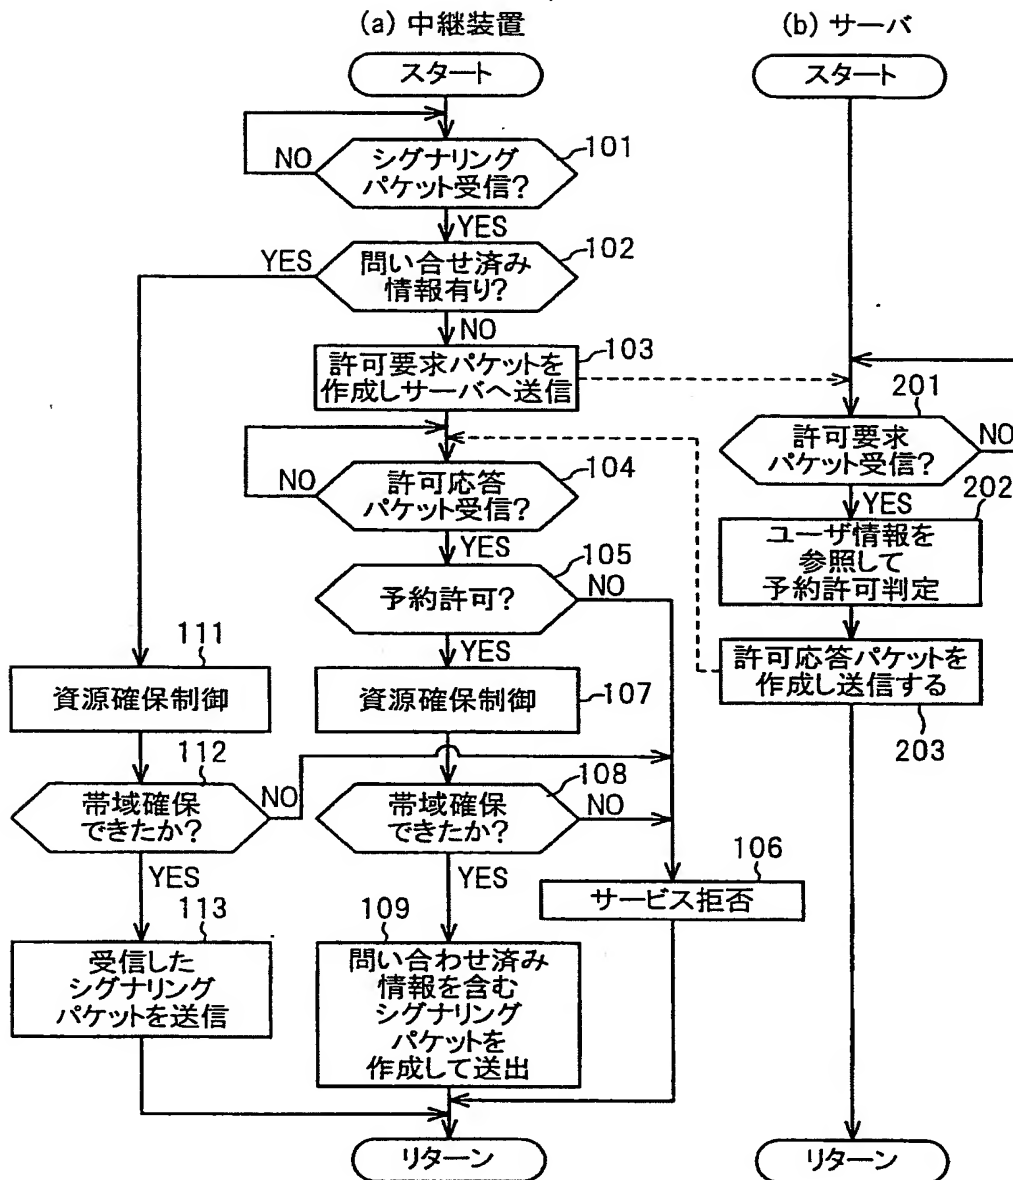 (a) 中継装置
スタート
101
シグナリング
パケット受信?
NO
YES
102
問い合せ済み
情報有り?
YES
NO
103
許可要求パケットを
作成しサーバへ送信
104
許可応答
パケット受信?
NO
YES
105
予約許可?
NO
YES
111
資源確保制御
107
資源確保制御
112
帯域確保
できたか?
NO
YES
108
帯域確保
できたか?
NO
YES
106
サービス拒否
113
受信した
シグナリング
パケットを送信
109
問い合わせ済み
情報を含む
シグナリング
パケットを
作成して送出
リターン
(b) サーバ
スタート
201
許可要求
パケット受信?
NO
YES
202
ユーザ情報を
参照して
予約許可判定
許可応答パケットを
作成し送信する
203
リターン